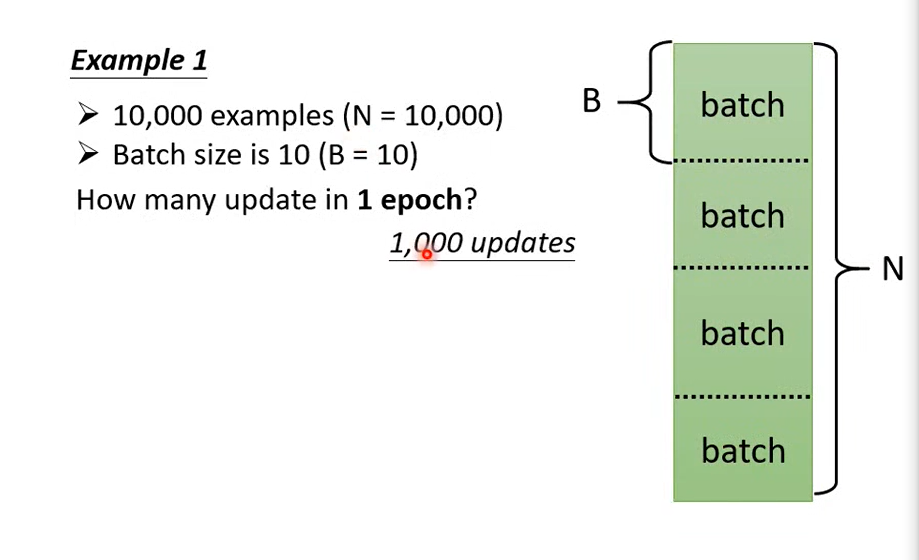 Example 1
➢ 10,000 examples (N = 10,000)
➢ Batch size is 10 (B = 10)
How many update in 1 epoch?
1,000 updates
B
batch
batch
batch
batch
N